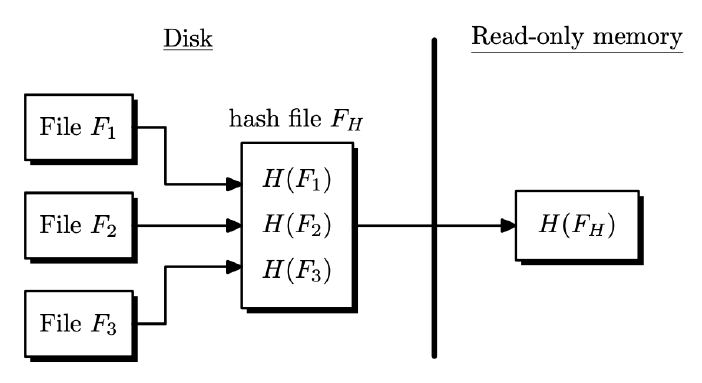 Disk
Read-only memory
hash file F_H
File F_1
H(F_1)
File F_2
H(F_2)
H(F_H)
H(F_3)
File F_3